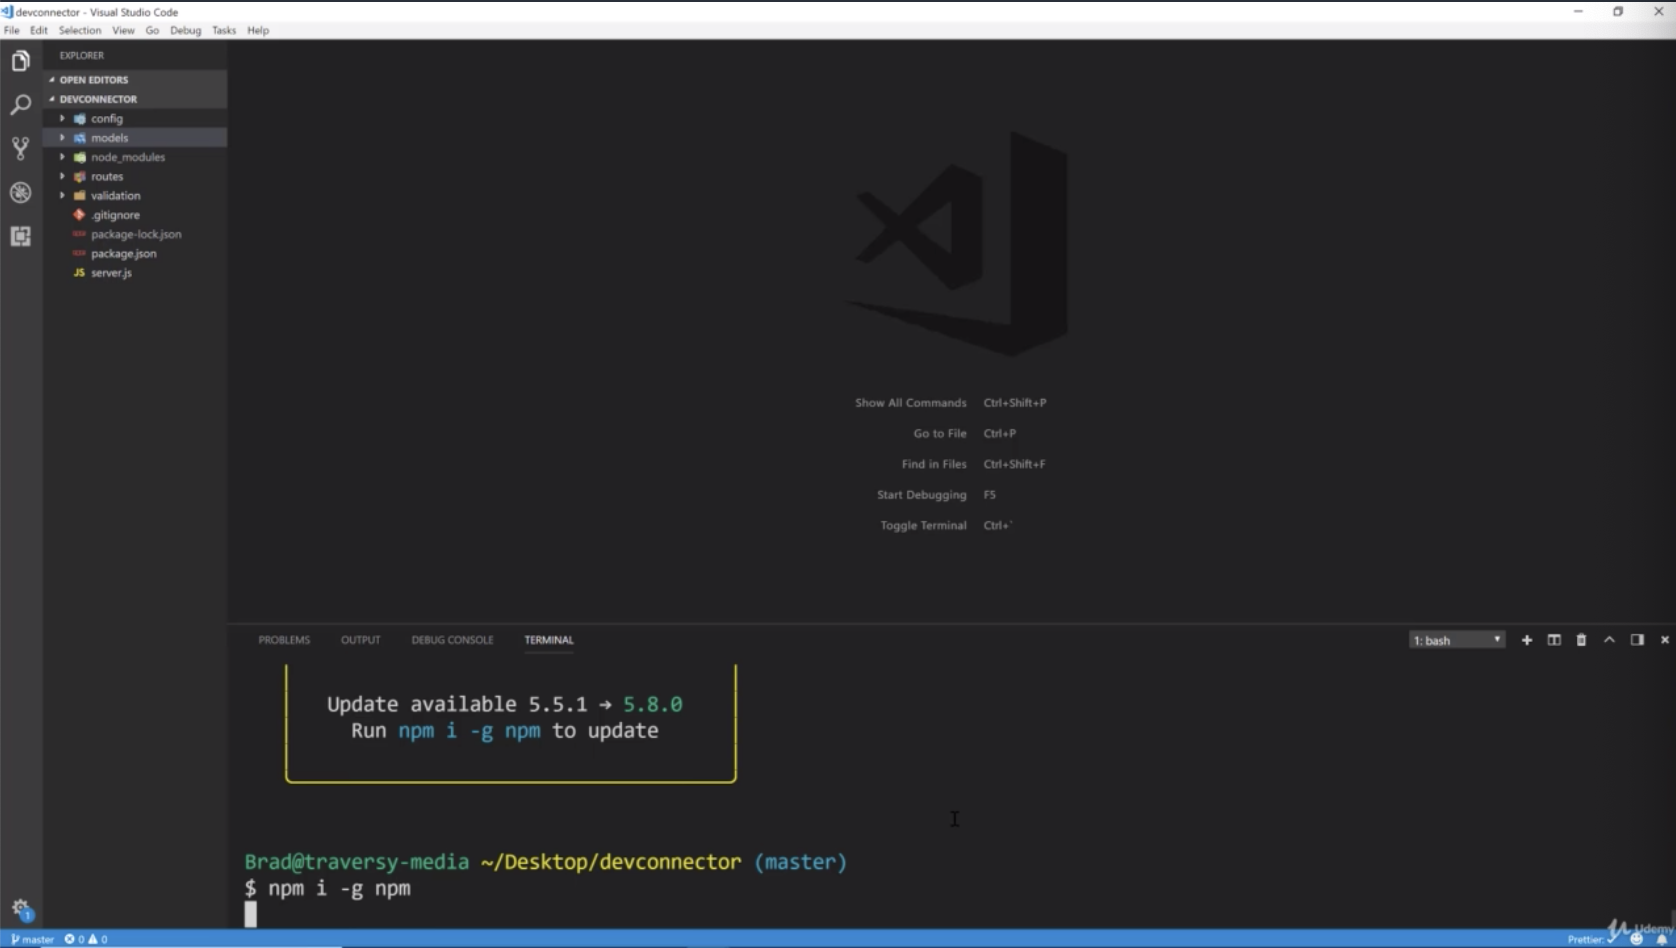 devconnector - Visual Studio Code
File Edit Selection View Go Debug Tasks Help
EXPLORER
OPEN EDITORS
DEVCONNECTOR
config
models
node_modules
routes
validation
.gitignore
package-lock.json
package.json
JS server.js
Show All Commands Ctrl+Shift+P
Go to File Ctrl+P
Find in Files Ctrl+Shift+F
Start Debugging F5
Toggle Terminal Ctrl+`
PROBLEMS OUTPUT DEBUG CONSOLE TERMINAL 1: bash
Update available 5.5.1 → 5.8.0
Run npm i -g npm to update
Brad@traversy-media ~/Desktop/devconnector (master)
$ npm i -g npm
1
master 0 0 Prettier: ✓
Udemy